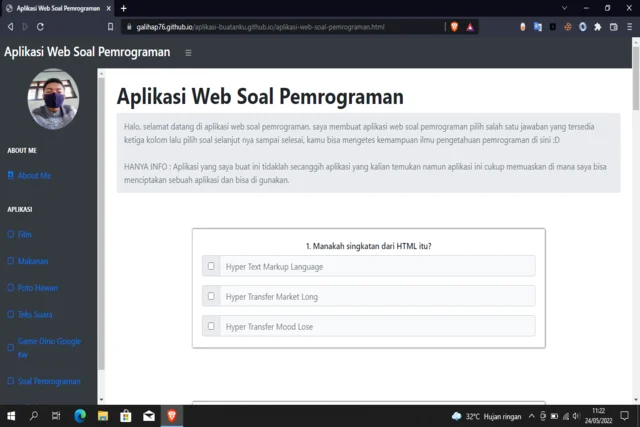 Aplikasi Web Soal Pemrograman
galihap76.github.io/aplikasi-buatanku.github.io/aplikasi-web-soal-pemrograman.html
Aplikasi Web Soal Pemrograman
ABOUT ME
About Me
APLIKASI
Film
Makanan
Poto Hewan
Teks Suara
Game Dino Google
KW
Soal Pemrograman
Aplikasi Web Soal Pemrograman
Halo, selamat datang di aplikasi web soal pemrograman. saya membuat aplikasi web soal pemrograman pilih salah satu jawaban yang tersedia
ketiga kolom lalu pilih soal selanjut nya sampai selesai, kamu bisa mengetes kemampuan ilmu pengetahuan pemrograman di sini :D
HANYA INFO : Aplikasi yang saya buat ini tidaklah secanggih aplikasi yang kalian temukan namun aplikasi ini cukup memuaskan di mana saya bisa
menciptakan sebuah aplikasi dan bisa di gunakan.
1. Manakah singkatan dari HTML itu?
Hyper Text Markup Language
Hyper Transfer Market Long
Hyper Transfer Mood Lose
32°C Hujan ringan
11:22
24/05/2022